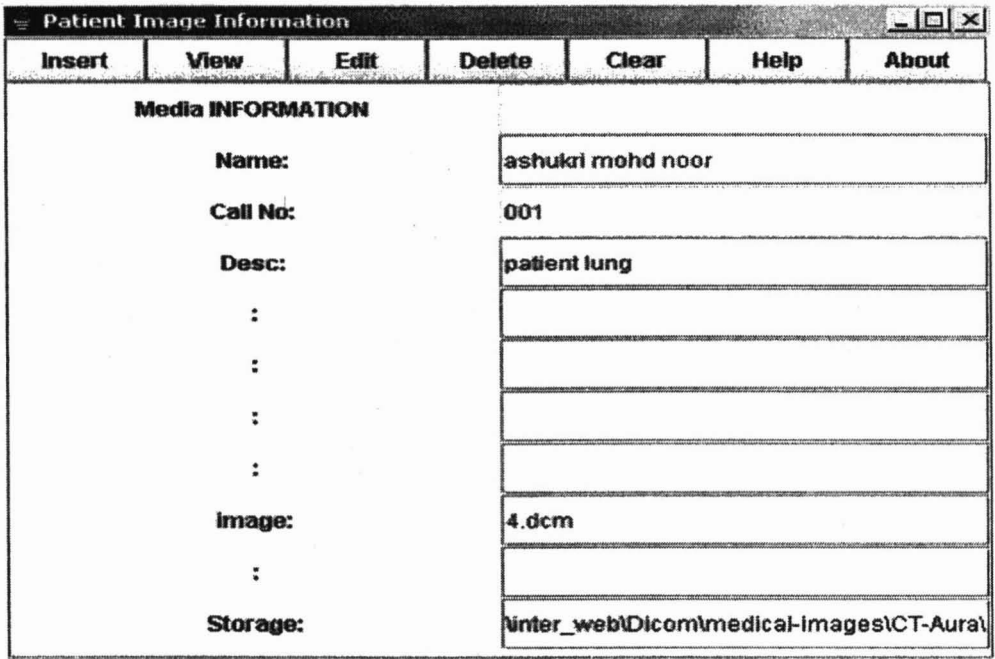 Patient Image Information
Insert View Edit Delete Clear Help About
Media INFORMATION
Name: ashukri mohd noor
Call No: 001
Desc: patient lung
:
:
:
:
Image: 4.dcm
:
Storage: \inter_web\Dicom\medical-images\CT-Aura\